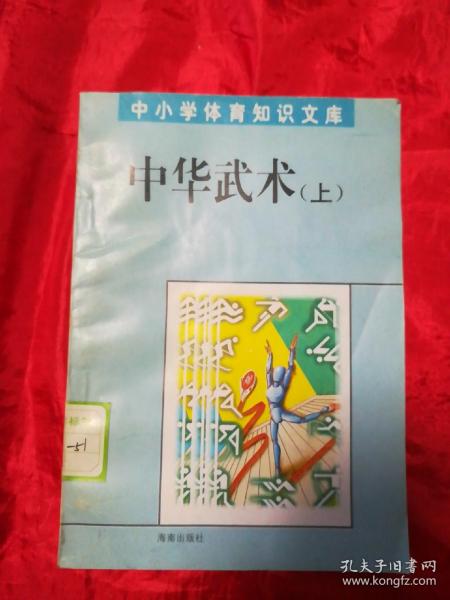 中小学体育知识文库
中华武术(上)
-51
海南出版社
孔夫子旧书网
www.kongfz.com